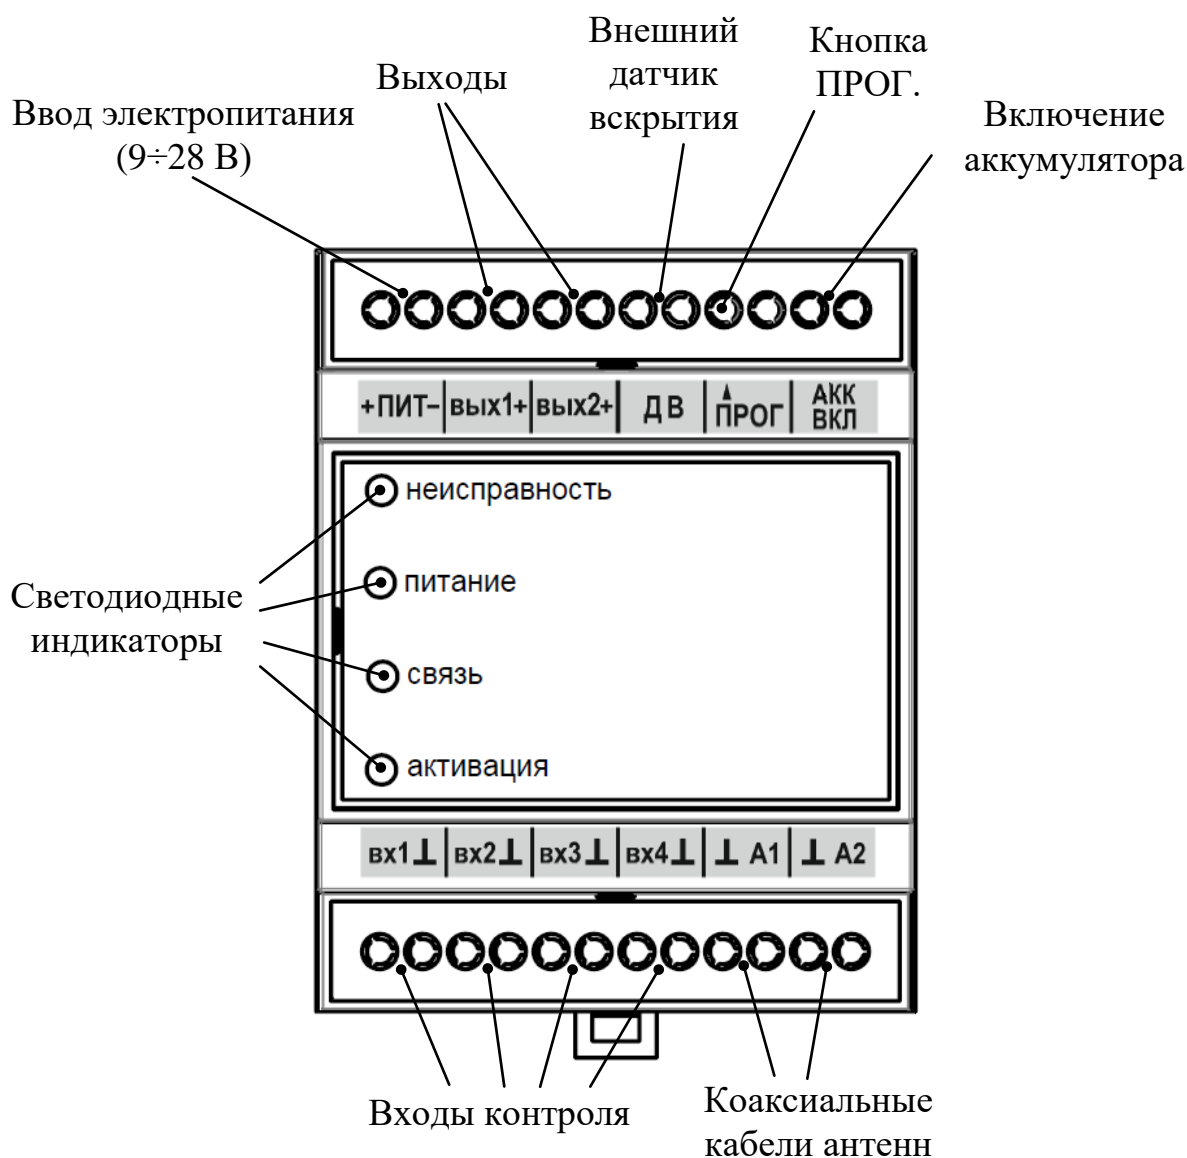 Внешний
датчик
вскрытия
Кнопка
ПРОГ.
Выходы
Ввод электропитания
(9÷28 В)
Включение
аккумулятора
+ПИТ− вых1+ вых2+ Д В ПРОГ АКК
ВКЛ
неисправность
питание
Светодиодные
индикаторы
связь
активация
вх1⊥ вх2⊥ вх3⊥ вх4⊥ ⊥ А1 ⊥ А2
Входы контроля
Коаксиальные
кабели антенн